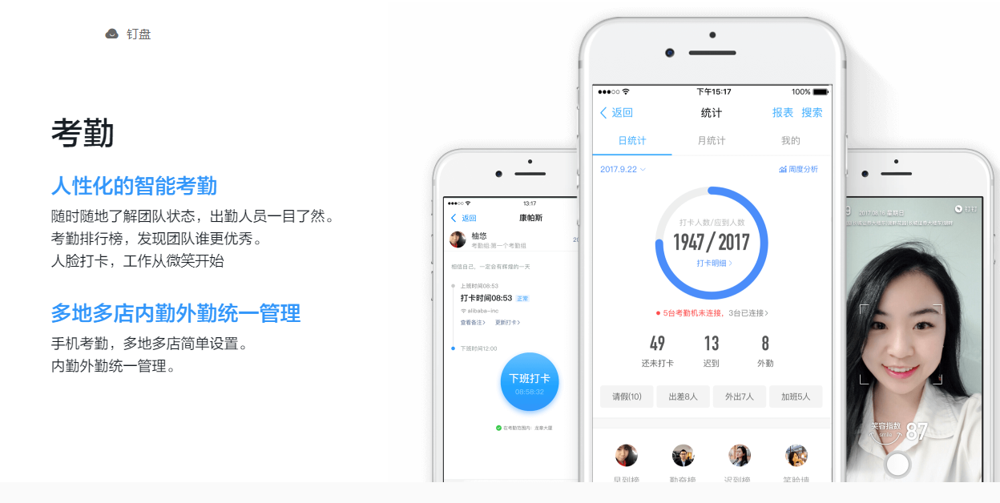 钉盘
考勤
人性化的智能考勤
随时随地了解团队状态，出勤人员一目了然。
考勤排行榜，发现团队谁更优秀。
人脸打卡，工作从微笑开始
多地多店内勤外勤统一管理
手机考勤，多地多店简单设置。
内勤外勤统一管理。
13:17
返回
康帕斯
柚悠
考勤组:第一个考勤组
20
相信自己，一定会有辉煌的一天
上班时间08:53
打卡时间08:53 正常
alibaba-inc
查看备注 更新打卡
下班时间12:00
下班打卡
08:58:32
在考勤范围内：龙章大厦
下午15:17
100%
返回
统计
报表 搜索
日统计
月统计
我的
2017.9.22
周度分析
打卡人数/应到人数
1947/2017
打卡明细
5台考勤机未连接，3台已连接
49
13
8
还未打卡
迟到
外勤
请假(10)
出差8人
外出7人
加班5人
早到榜
勤奋榜
迟到榜
笑脸墙
9
钉钉
笑容指数
smile
87